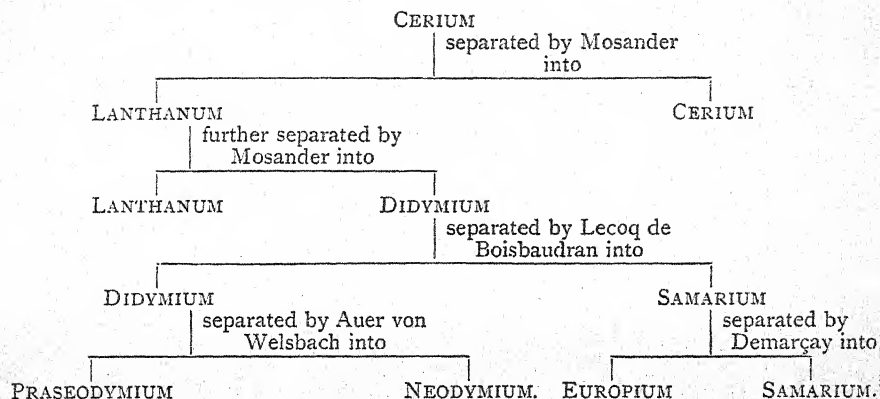 CERIUM
separated by Mosander
into
LANTHANUM CERIUM
further separated by
Mosander into
LANTHANUM DIDYMIUM
separated by Lecoq de
Boisbaudran into
DIDYMIUM SAMARIUM
separated by Auer von separated by
Welsbach into Demarçay into
PRASEODYMIUM NEODYMIUM. EUROPIUM SAMARIUM.